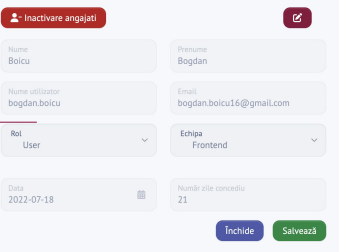 Inactivare angajati
Nume
Boicu
Prenume
Bogdan
Nume utilizator
bogdan.boicu
Email
bogdan.boicu16@gmail.com
Rol
User
Echipa
Frontend
Data
2022-07-18
Număr zile concediu
21
Închide
Salvează